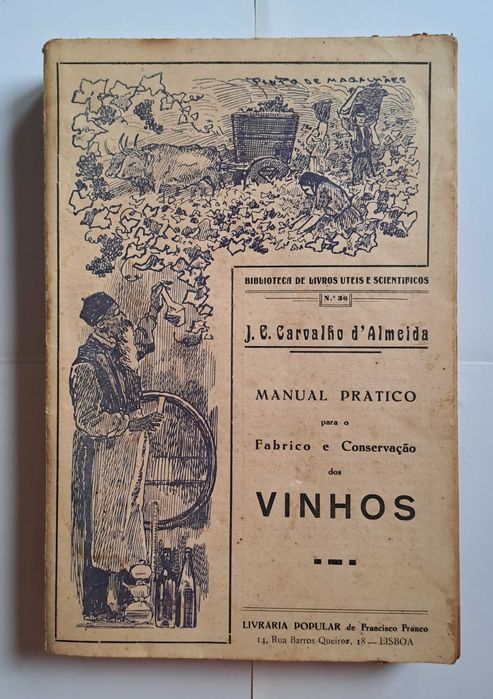 PINTO DE MAGALHÃES
BIBLIOTECA DE LIVROS UTEIS E SCIENTIFICOS
N.º 36
J. C. Carvalho d'Almeida
MANUAL PRATICO
para o
Fabrico e Conservação
dos
VINHOS
LIVRARIA POPULAR de Francisco Franco
14, Rua Barros Queiroz, 18 — LISBOA